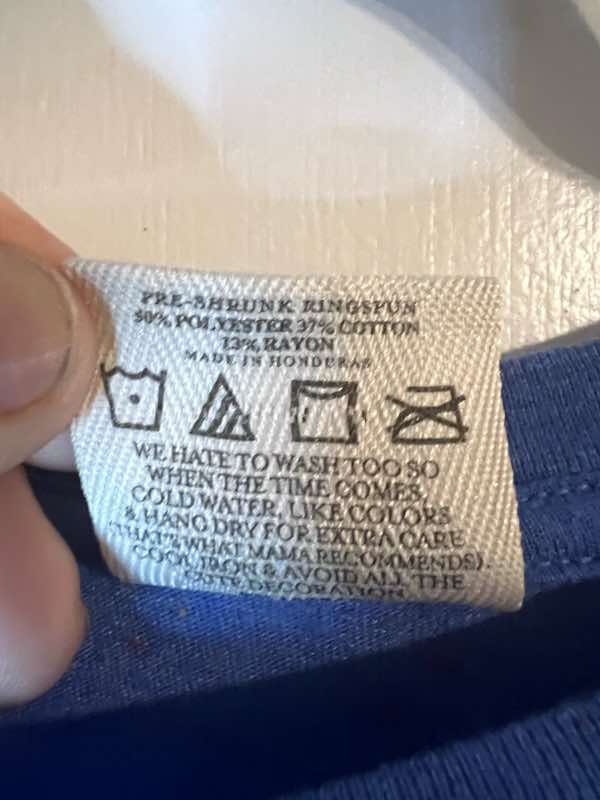 PRE-SHRUNK RINGSPUN
50% POLYESTER 37% COTTON
13% RAYON
MADE IN HONDURAS
WE HATE TO WASH TOO SO
WHEN THE TIME COMES,
COLD WATER, LIKE COLORS
& HANG DRY FOR EXTRA CARE
(THAT'S WHAT MAMA RECOMMENDS).
COOL IRON & AVOID ALL THE
CUTE DECORATION